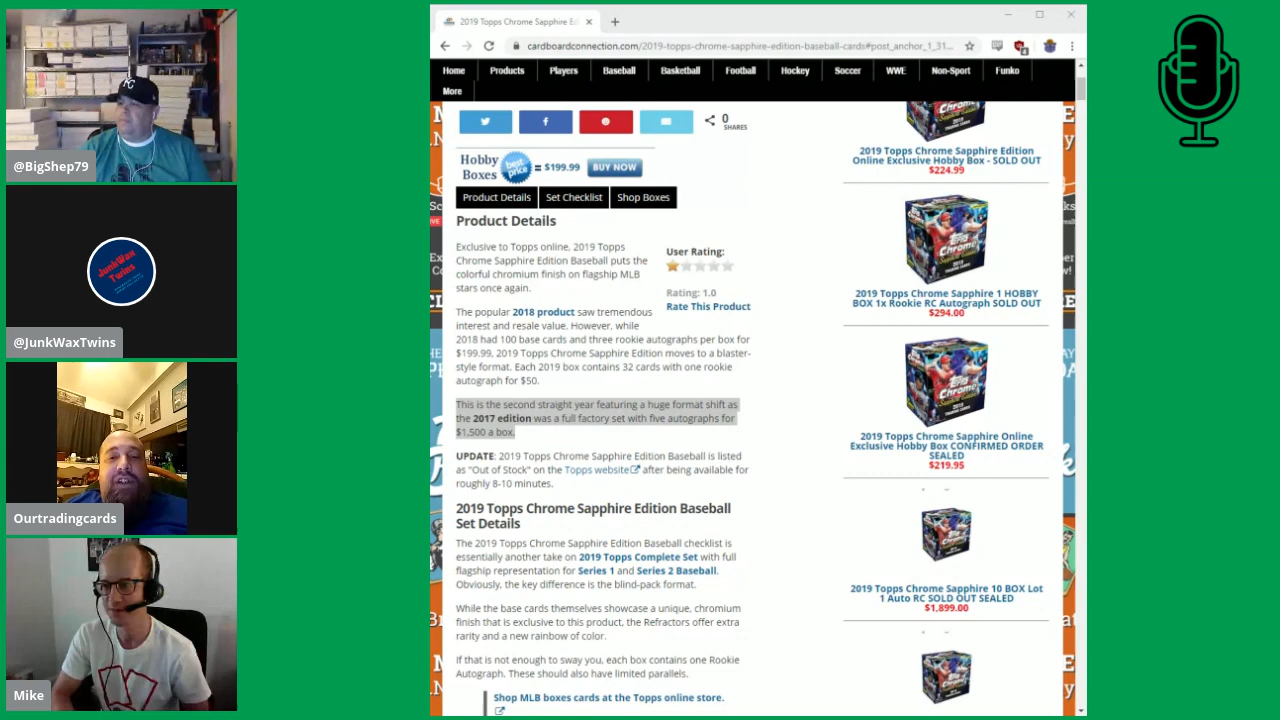 @BigShep79
JunkWax
Twins
@JunkWaxTwins
Ourtradingcards
Mike
2019 Topps Chrome Sapphire Ed
cardboardconnection.com/2019-topps-chrome-sapphire-edition-baseball-cards#post_anchor_1_31...
Home
Products
Players
Baseball
Basketball
Football
Hockey
Soccer
WWE
Non-Sport
Funko
More
0
SHARES
Hobby
Boxes
best
price
= $199.99
BUY NOW
Product Details
Set Checklist
Shop Boxes
Product Details
Exclusive to Topps online, 2019 Topps
Chrome Sapphire Edition Baseball puts the
colorful chromium finish on flagship MLB
stars once again.
User Rating:
Rating: 1.0
Rate This Product
The popular 2018 product saw tremendous
interest and resale value. However, while
2018 had 100 base cards and three rookie autographs per box for
$199.99, 2019 Topps Chrome Sapphire Edition moves to a blaster-
style format. Each 2019 box contains 32 cards with one rookie
autograph for $50.
This is the second straight year featuring a huge format shift as
the 2017 edition was a full factory set with five autographs for
$1,500 a box.
UPDATE: 2019 Topps Chrome Sapphire Edition Baseball is listed
as "Out of Stock" on the Topps website after being available for
roughly 8-10 minutes.
2019 Topps Chrome Sapphire Edition Baseball
Set Details
The 2019 Topps Chrome Sapphire Edition Baseball checklist is
essentially another take on 2019 Topps Complete Set with full
flagship representation for Series 1 and Series 2 Baseball.
Obviously, the key difference is the blind-pack format.
While the base cards themselves showcase a unique, chromium
finish that is exclusive to this product, the Refractors offer extra
rarity and a new rainbow of color.
If that is not enough to sway you, each box contains one Rookie
Autograph. These should also have limited parallels.
Shop MLB boxes cards at the Topps online store.
2019 Topps Chrome Sapphire Edition
Online Exclusive Hobby Box - SOLD OUT
$224.99
2019 Topps Chrome Sapphire 1 HOBBY
BOX 1x Rookie RC Autograph SOLD OUT
$294.00
2019 Topps Chrome Sapphire Online
Exclusive Hobby Box CONFIRMED ORDER
SEALED
$219.95
2019 Topps Chrome Sapphire 10 BOX Lot
1 Auto RC SOLD OUT SEALED
$1,899.00